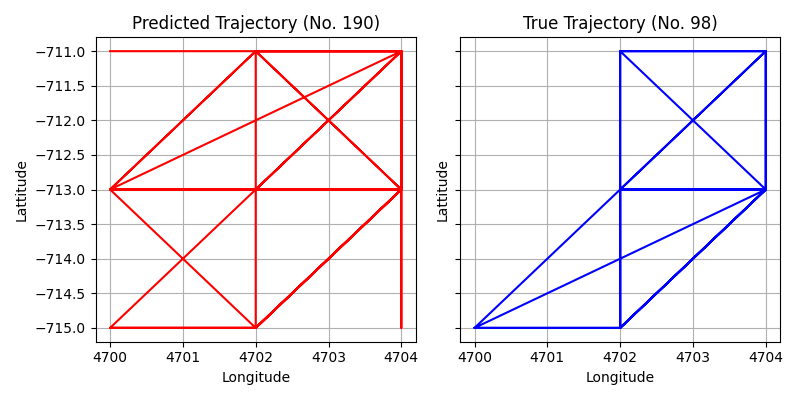 Predicted Trajectory (No. 190)
True Trajectory (No. 98)
Lattitude
−711.0
−711.5
−712.0
−712.5
−713.0
−713.5
−714.0
−714.5
−715.0
4700 4701 4702 4703 4704
Longitude
Lattitude
4700 4701 4702 4703 4704
Longitude